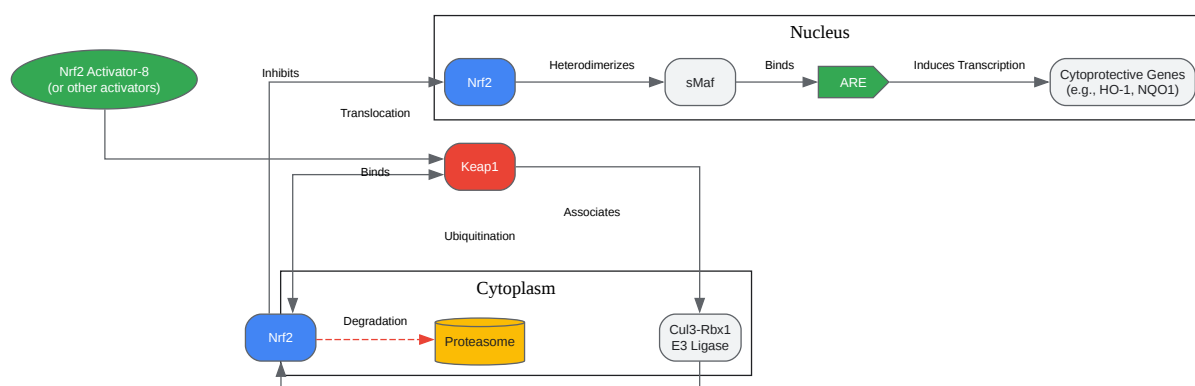 Nucleus
Nrf2 Activator-8
(or other activators)
Inhibits
Nrf2
Heterodimerizes
sMaf
Binds
ARE
Induces Transcription
Cytoprotective Genes
(e.g., HO-1, NQO1)
Translocation
Keap1
Binds
Associates
Ubiquitination
Cytoplasm
Nrf2
Degradation
Proteasome
Cul3-Rbx1
E3 Ligase